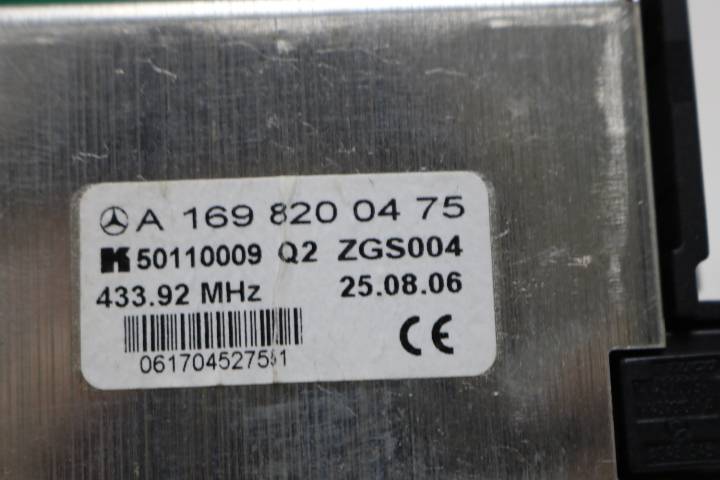 A 169 820 04 75
K 50110009 Q2 ZGS004
433.92 MHz 25.08.06
CE